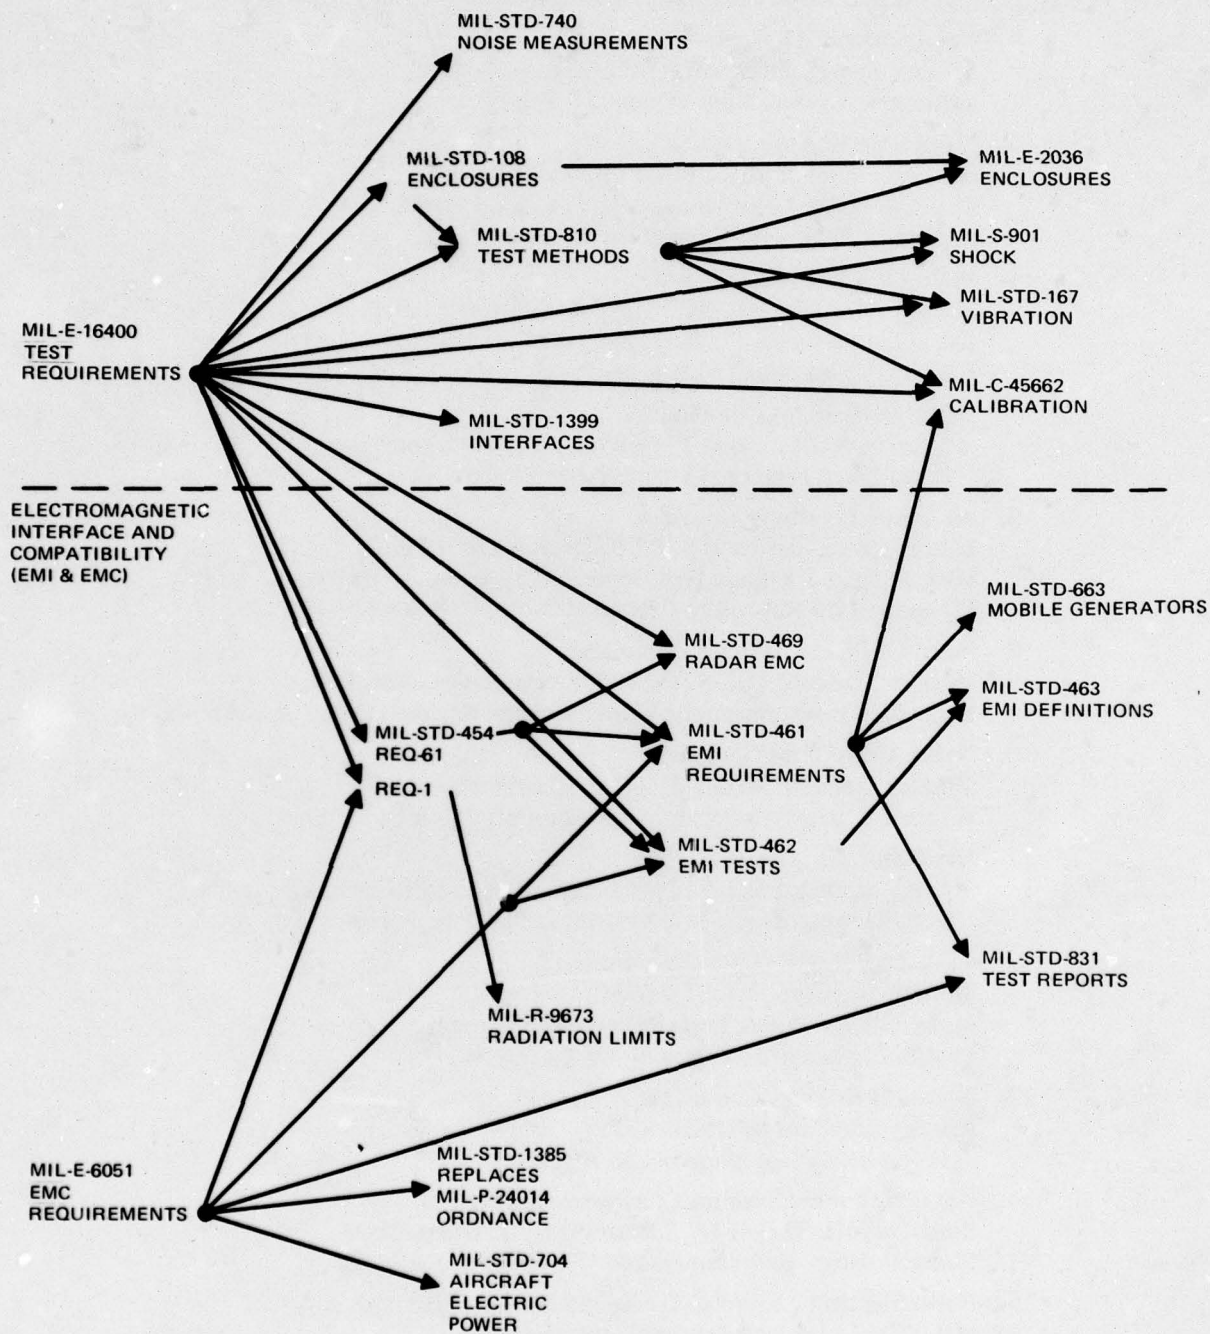 MIL-STD-740
NOISE MEASUREMENTS
MIL-STD-108
ENCLOSURES
MIL-E-2036
ENCLOSURES
MIL-STD-810
TEST METHODS
MIL-S-901
SHOCK
MIL-STD-167
VIBRATION
MIL-E-16400
TEST
REQUIREMENTS
MIL-C-45662
CALIBRATION
MIL-STD-1399
INTERFACES
ELECTROMAGNETIC
INTERFACE AND
COMPATIBILITY
(EMI & EMC)
MIL-STD-663
MOBILE GENERATORS
MIL-STD-469
RADAR EMC
MIL-STD-463
EMI DEFINITIONS
MIL-STD-454
REQ-61
REQ-1
MIL-STD-461
EMI
REQUIREMENTS
MIL-STD-462
EMI TESTS
MIL-STD-831
TEST REPORTS
MIL-R-9673
RADIATION LIMITS
MIL-E-6051
EMC
REQUIREMENTS
MIL-STD-1385
REPLACES
MIL-P-24014
ORDNANCE
MIL-STD-704
AIRCRAFT
ELECTRIC
POWER